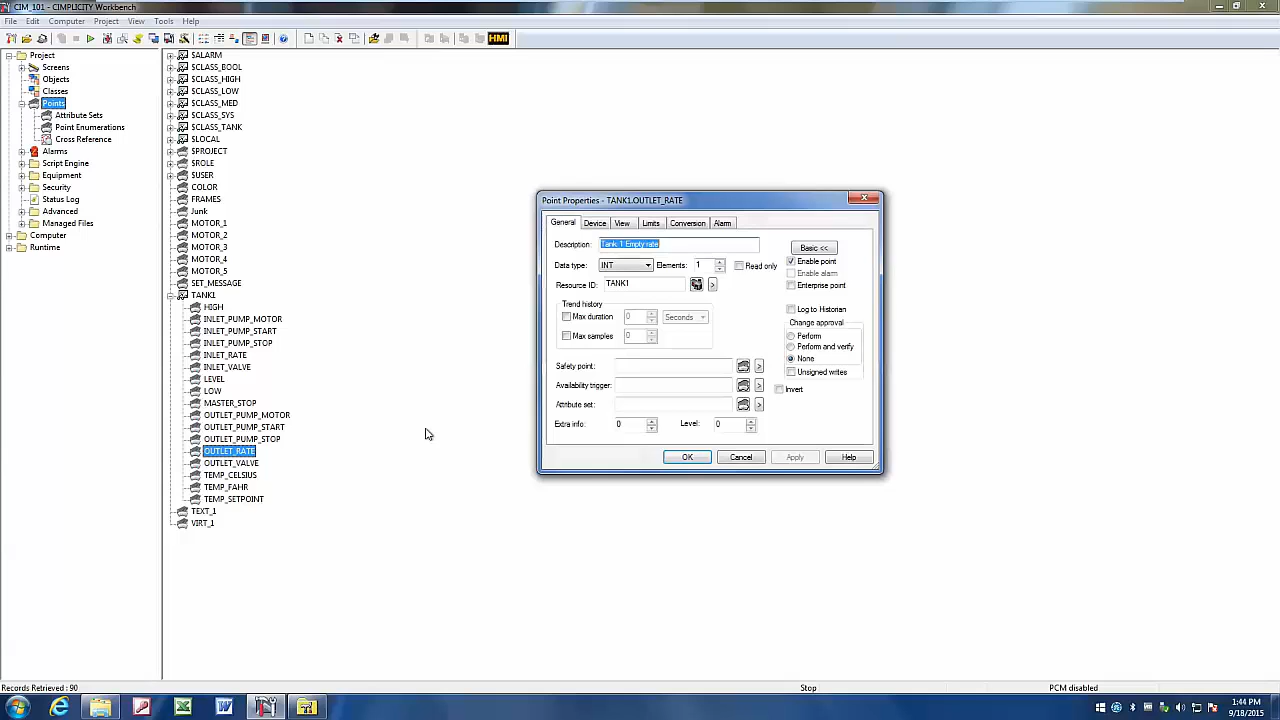 CIM_101 - CIMPLICITY Workbench
File Edit Computer Project View Tools Help
HMI
Project
Screens
Objects
Classes
Points
Attribute Sets
Point Enumerations
Cross Reference
Alarms
Script Engine
Equipment
Security
Status Log
Advanced
Managed Files
Computer
Runtime
$ALARM
$CLASS_BOOL
$CLASS_HIGH
$CLASS_LOW
$CLASS_MED
$CLASS_SYS
$CLASS_TANK
$LOCAL
$PROJECT
$ROLE
$USER
COLOR
FRAMES
Junk
MOTOR_1
MOTOR_2
MOTOR_3
MOTOR_4
MOTOR_5
SET_MESSAGE
TANK1
HIGH
INLET_PUMP_MOTOR
INLET_PUMP_START
INLET_PUMP_STOP
INLET_RATE
INLET_VALVE
LEVEL
LOW
MASTER_STOP
OUTLET_PUMP_MOTOR
OUTLET_PUMP_START
OUTLET_PUMP_STOP
OUTLET_RATE
OUTLET_VALVE
TEMP_CELSIUS
TEMP_FAHR
TEMP_SETPOINT
TEXT_1
VIRT_1
Point Properties - TANK1.OUTLET_RATE
General Device View Limits Conversion Alarm
Description: Tank 1 Empty rate
Basic <<
Data type: INT Elements: 1 Read only
Enable point
Enable alarm
Resource ID: TANK1 >
Enterprise point
Trend history
Max duration 0 Seconds
Max samples 0
Log to Historian
Change approval
Perform
Perform and verify
None
Unsigned writes
Safety point: >
Availability trigger: > Invert
Attribute set: >
Extra info: 0 Level: 0
OK Cancel Apply Help
Records Retrieved : 90 Stop PCM disabled
1:44 PM
9/18/2015